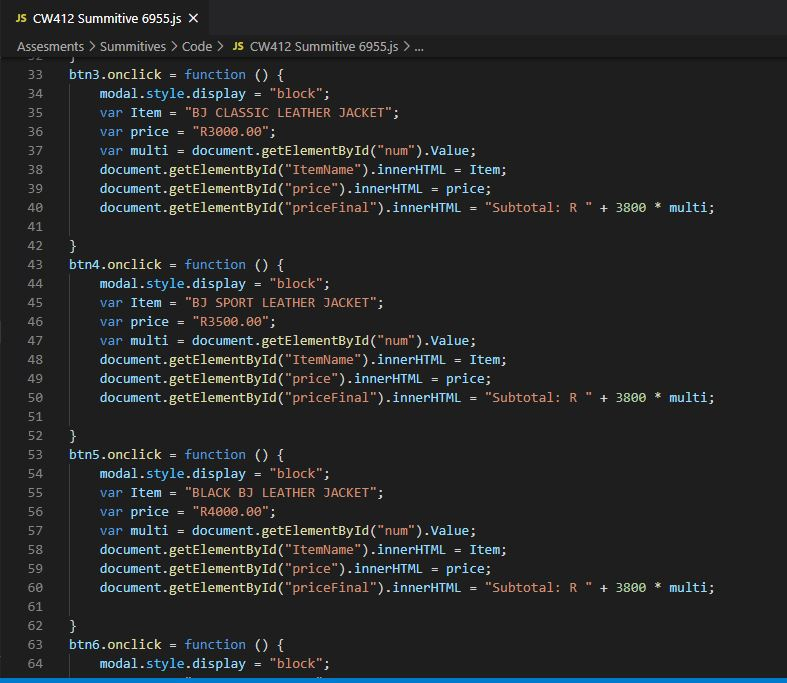 JS CW412 Summitive 6955.js ×
Assesments > Summitives > Code > JS CW412 Summitive 6955.js > ...
32 }
33 btn3.onclick = function () {
34 modal.style.display = "block";
35 var Item = "BJ CLASSIC LEATHER JACKET";
36 var price = "R3000.00";
37 var multi = document.getElementById("num").Value;
38 document.getElementById("ItemName").innerHTML = Item;
39 document.getElementById("price").innerHTML = price;
40 document.getElementById("priceFinal").innerHTML = "Subtotal: R " + 3800 * multi;
41
42 }
43 btn4.onclick = function () {
44 modal.style.display = "block";
45 var Item = "BJ SPORT LEATHER JACKET";
46 var price = "R3500.00";
47 var multi = document.getElementById("num").Value;
48 document.getElementById("ItemName").innerHTML = Item;
49 document.getElementById("price").innerHTML = price;
50 document.getElementById("priceFinal").innerHTML = "Subtotal: R " + 3800 * multi;
51
52 }
53 btn5.onclick = function () {
54 modal.style.display = "block";
55 var Item = "BLACK BJ LEATHER JACKET";
56 var price = "R4000.00";
57 var multi = document.getElementById("num").Value;
58 document.getElementById("ItemName").innerHTML = Item;
59 document.getElementById("price").innerHTML = price;
60 document.getElementById("priceFinal").innerHTML = "Subtotal: R " + 3800 * multi;
61
62 }
63 btn6.onclick = function () {
64 modal.style.display = "block";